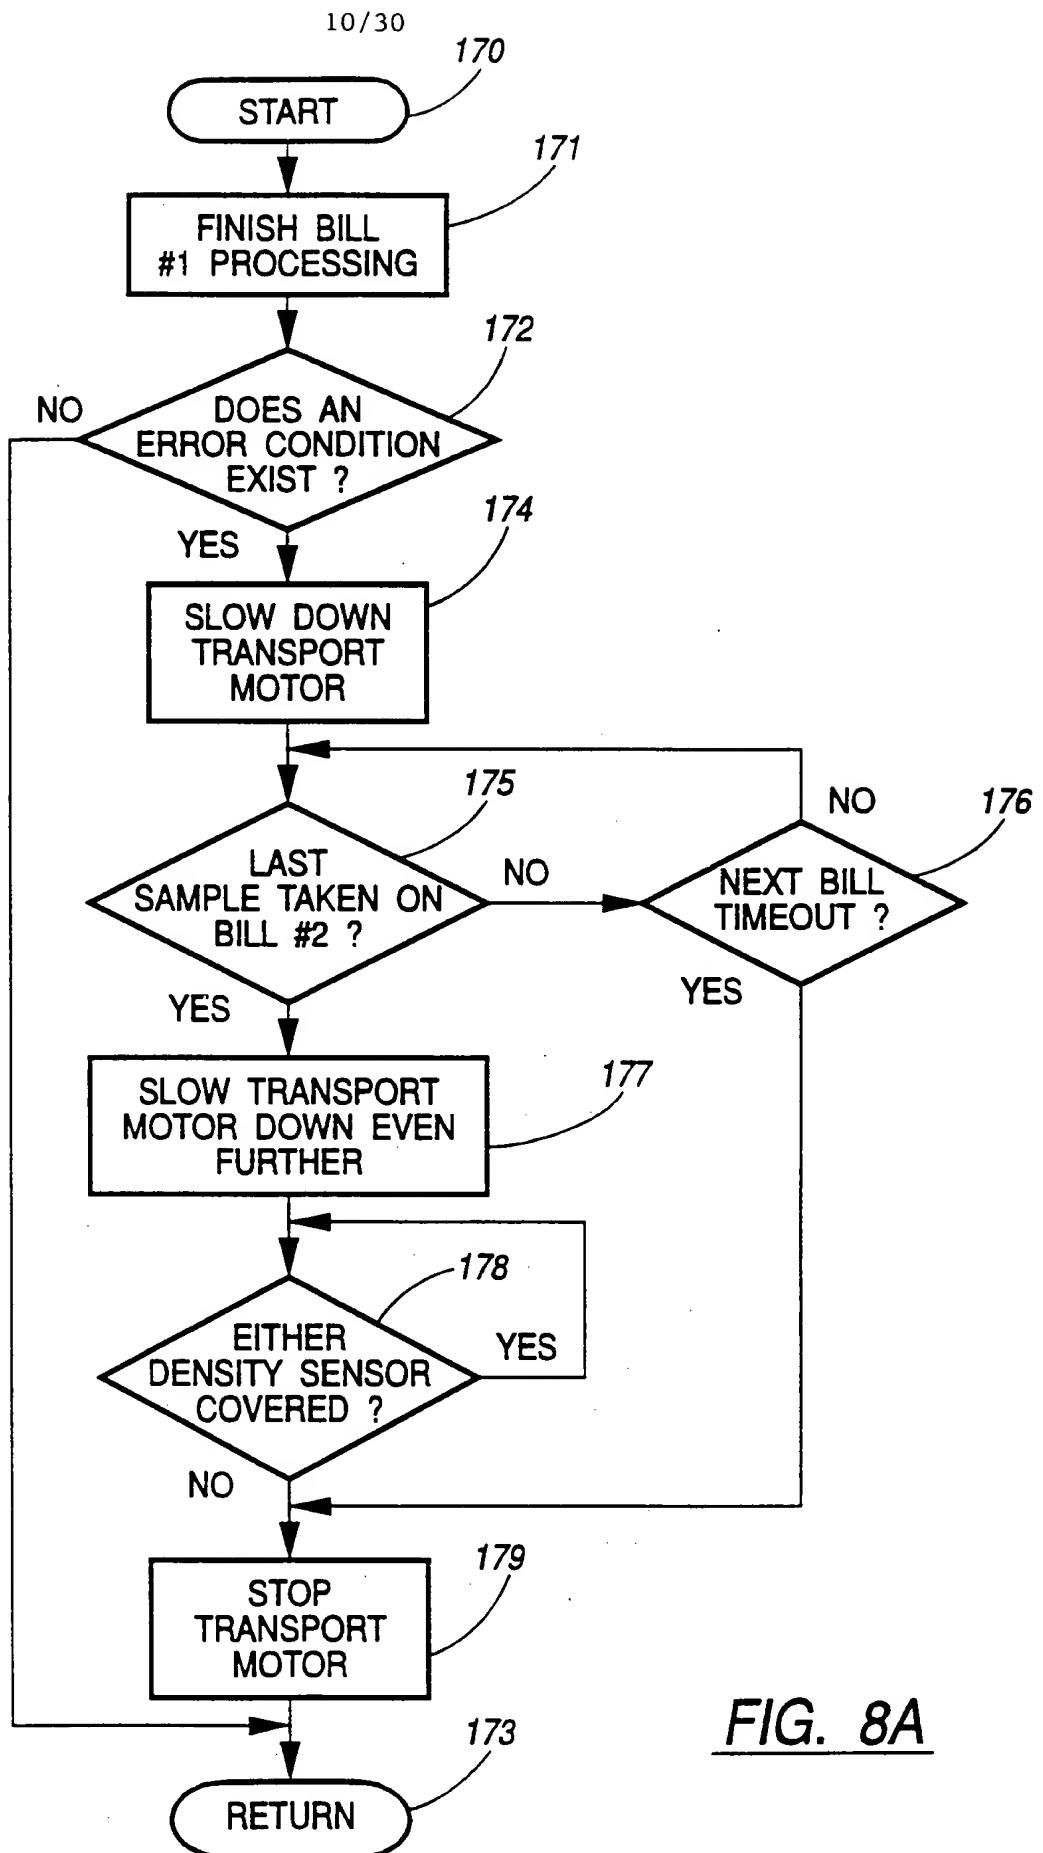 10/30
170
START
171
FINISH BILL
#1 PROCESSING
172
NO
DOES AN
ERROR CONDITION
EXIST ?
174
YES
SLOW DOWN
TRANSPORT
MOTOR
175
NO
176
LAST
SAMPLE TAKEN ON
BILL #2 ?
NO
NEXT BILL
TIMEOUT ?
YES
YES
177
SLOW TRANSPORT
MOTOR DOWN EVEN
FURTHER
178
EITHER
DENSITY SENSOR
COVERED ?
YES
NO
179
STOP
TRANSPORT
MOTOR
FIG. 8A
173
RETURN